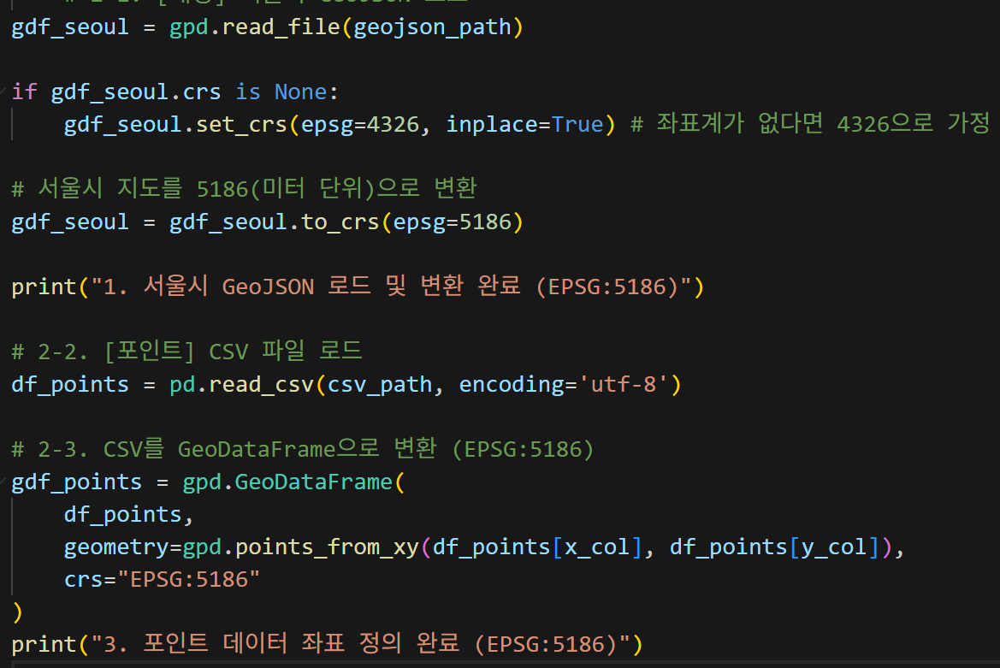 gdf_seoul = gpd.read_file(geojson_path)
if gdf_seoul.crs is None:
gdf_seoul.set_crs(epsg=4326, inplace=True) # 좌표계가 없다면 4326으로 가정
# 서울시 지도를 5186(미터 단위)으로 변환
gdf_seoul = gdf_seoul.to_crs(epsg=5186)
print("1. 서울시 GeoJSON 로드 및 변환 완료 (EPSG:5186)")
# 2-2. [포인트] CSV 파일 로드
df_points = pd.read_csv(csv_path, encoding='utf-8')
# 2-3. CSV를 GeoDataFrame으로 변환 (EPSG:5186)
gdf_points = gpd.GeoDataFrame(
df_points,
geometry=gpd.points_from_xy(df_points[x_col], df_points[y_col]),
crs="EPSG:5186"
)
print("3. 포인트 데이터 좌표 정의 완료 (EPSG:5186)")